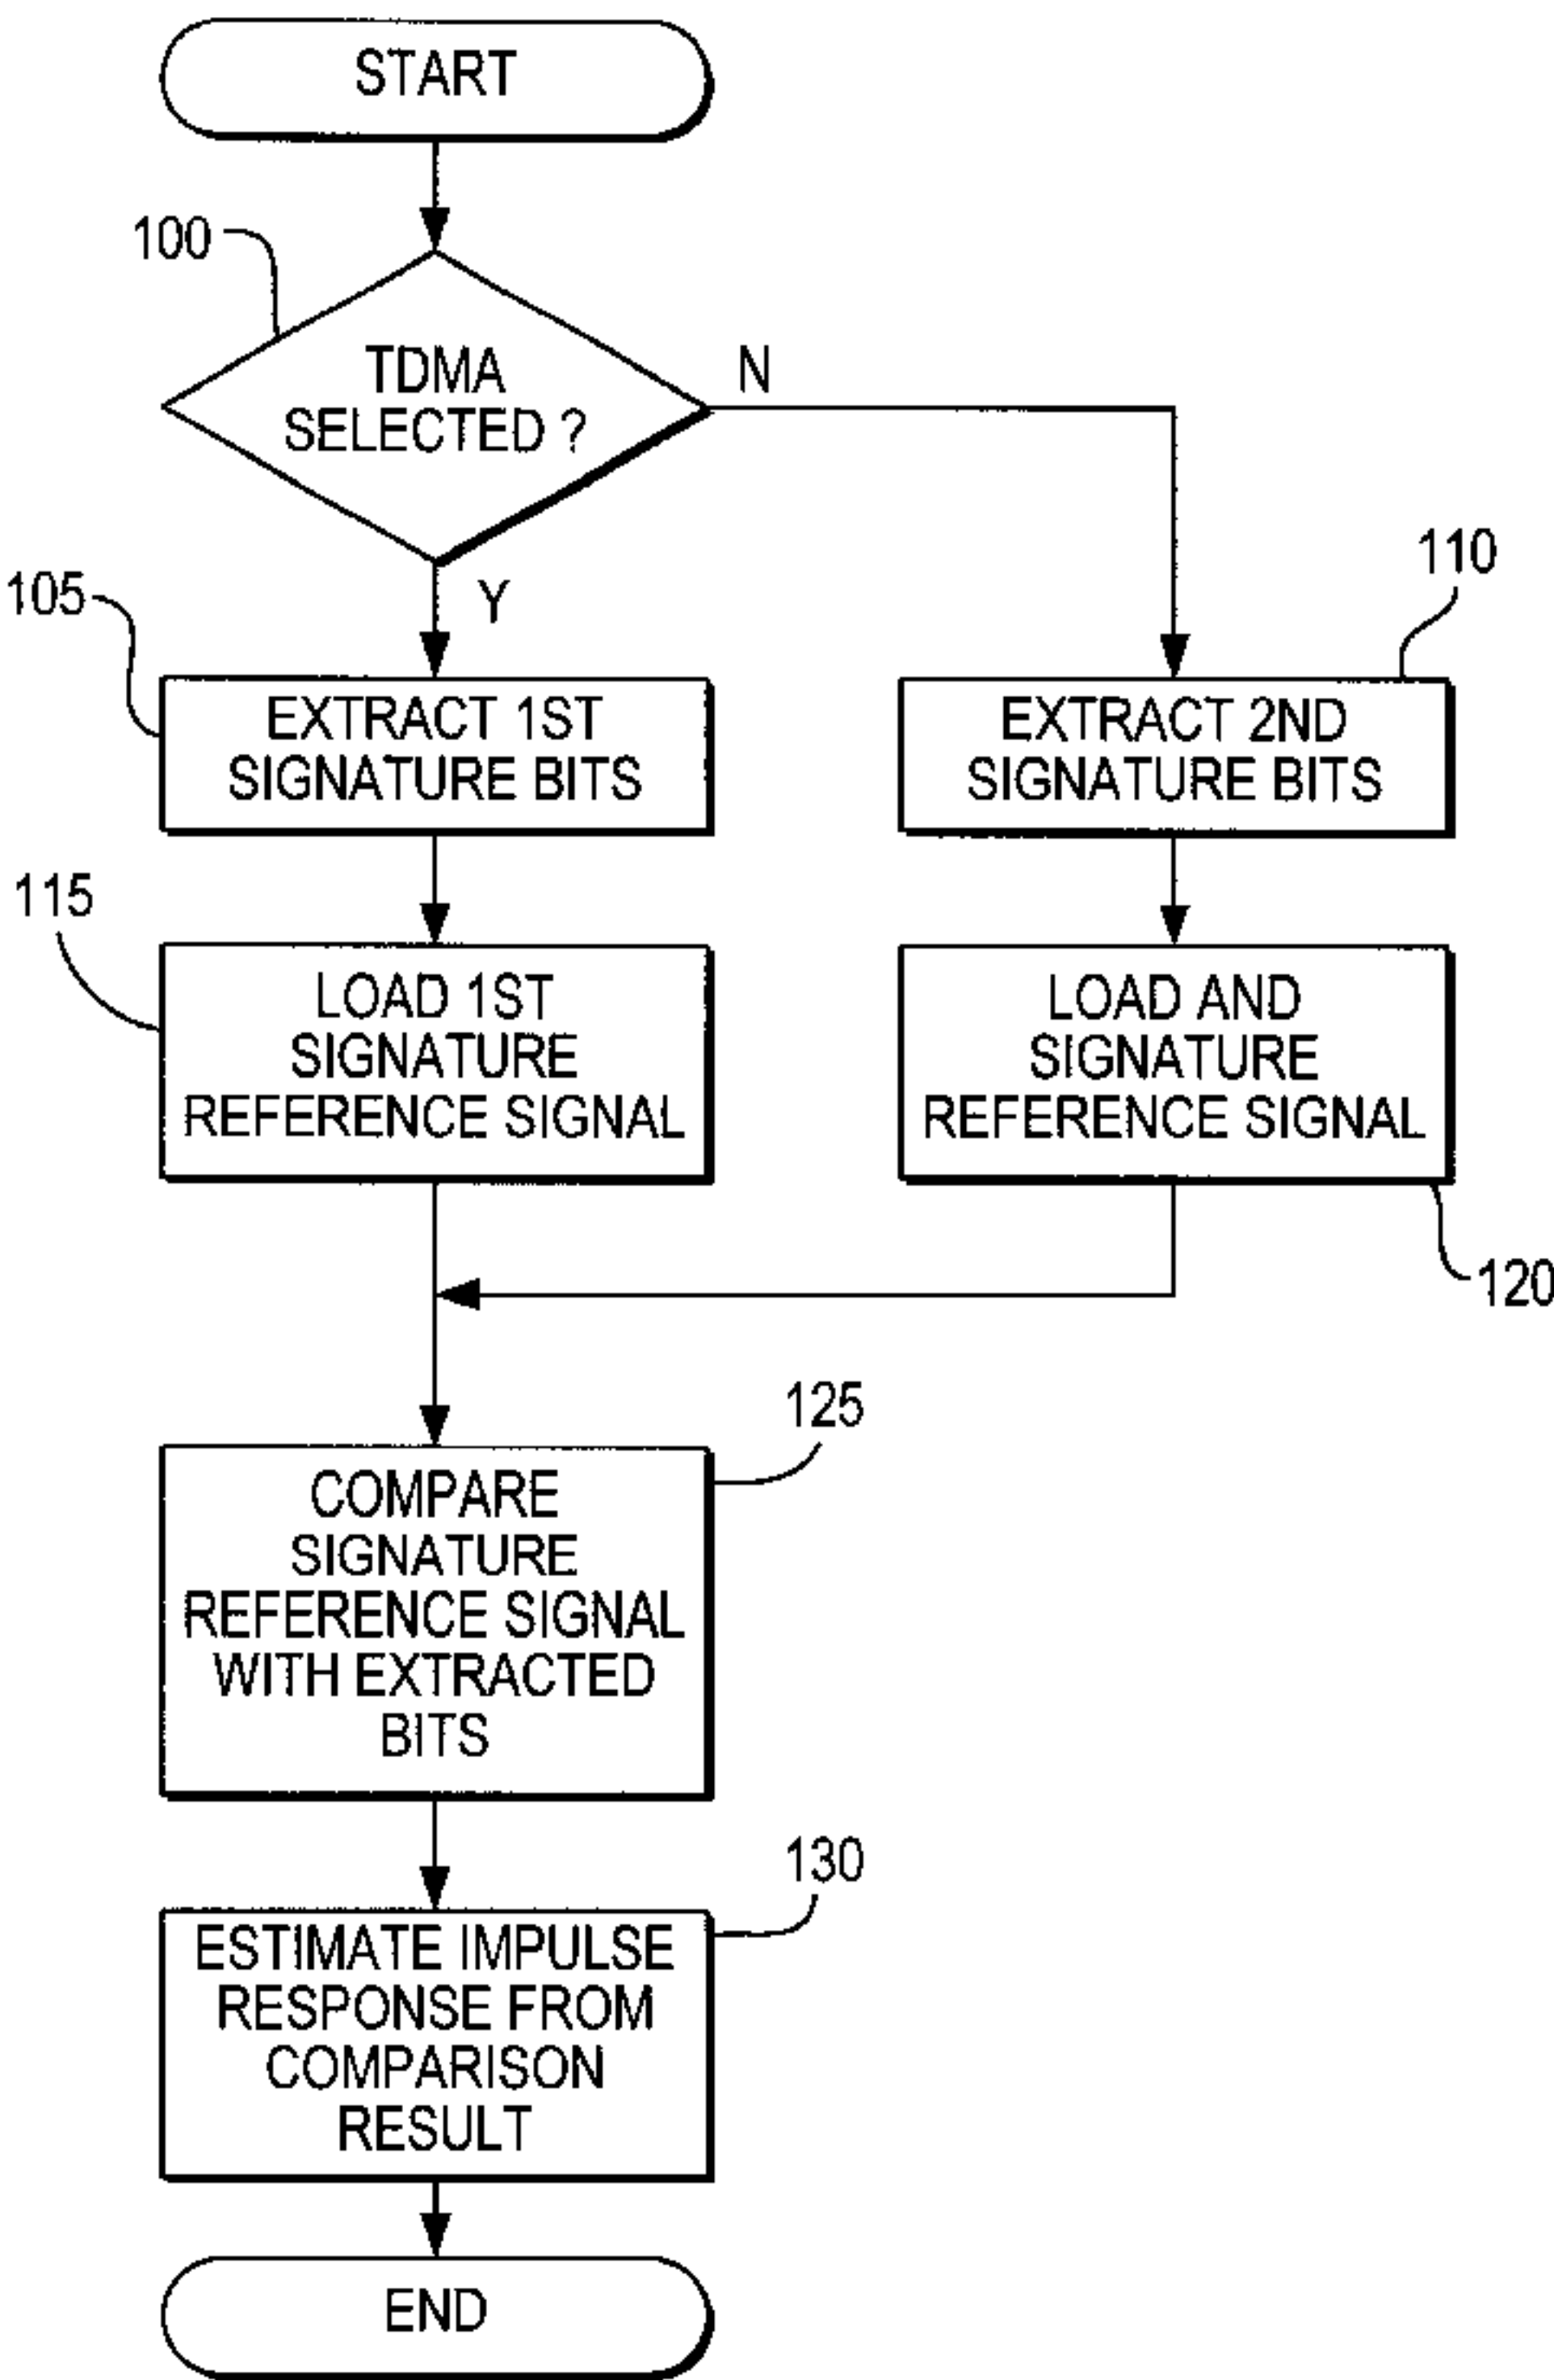 START
100
TDMA
SELECTED ?
N
Y
105
EXTRACT 1ST
SIGNATURE BITS
110
EXTRACT 2ND
SIGNATURE BITS
115
LOAD 1ST
SIGNATURE
REFERENCE SIGNAL
LOAD AND
SIGNATURE
REFERENCE SIGNAL
120
125
COMPARE
SIGNATURE
REFERENCE SIGNAL
WITH EXTRACTED
BITS
130
ESTIMATE IMPULSE
RESPONSE FROM
COMPARISON
RESULT
END